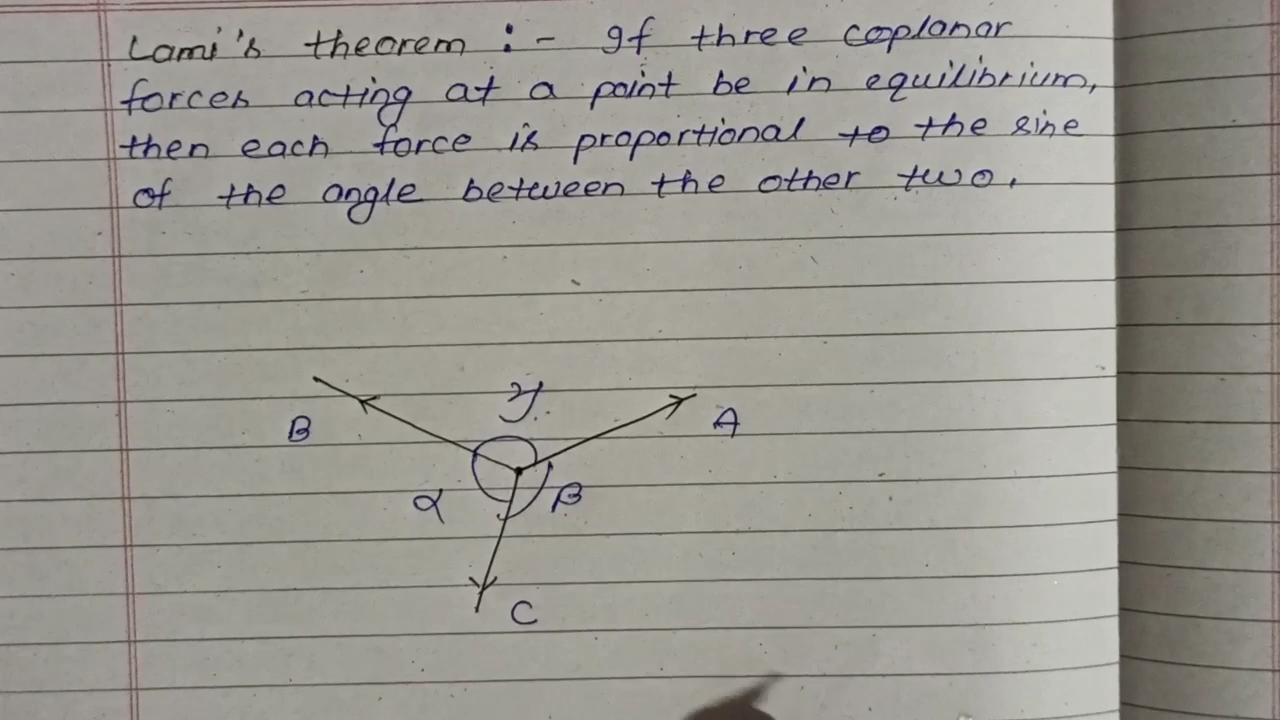 Lami's theorem :- If three coplanar
forces acting at a point be in equilibrium,
then each force is proportional to the sine
of the angle between the other two.
γ
B
A
α
β
C